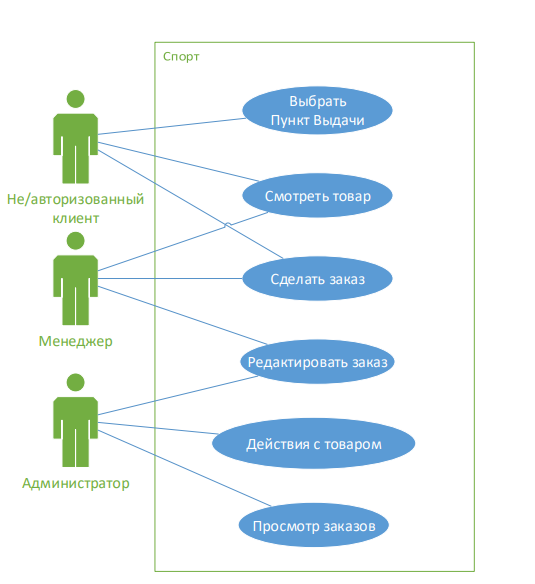 Спорт
Выбрать
Пункт Выдачи
Не/авторизованный
клиент
Смотреть товар
Сделать заказ
Менеджер
Редактировать заказ
Действия с товаром
Администратор
Просмотр заказов